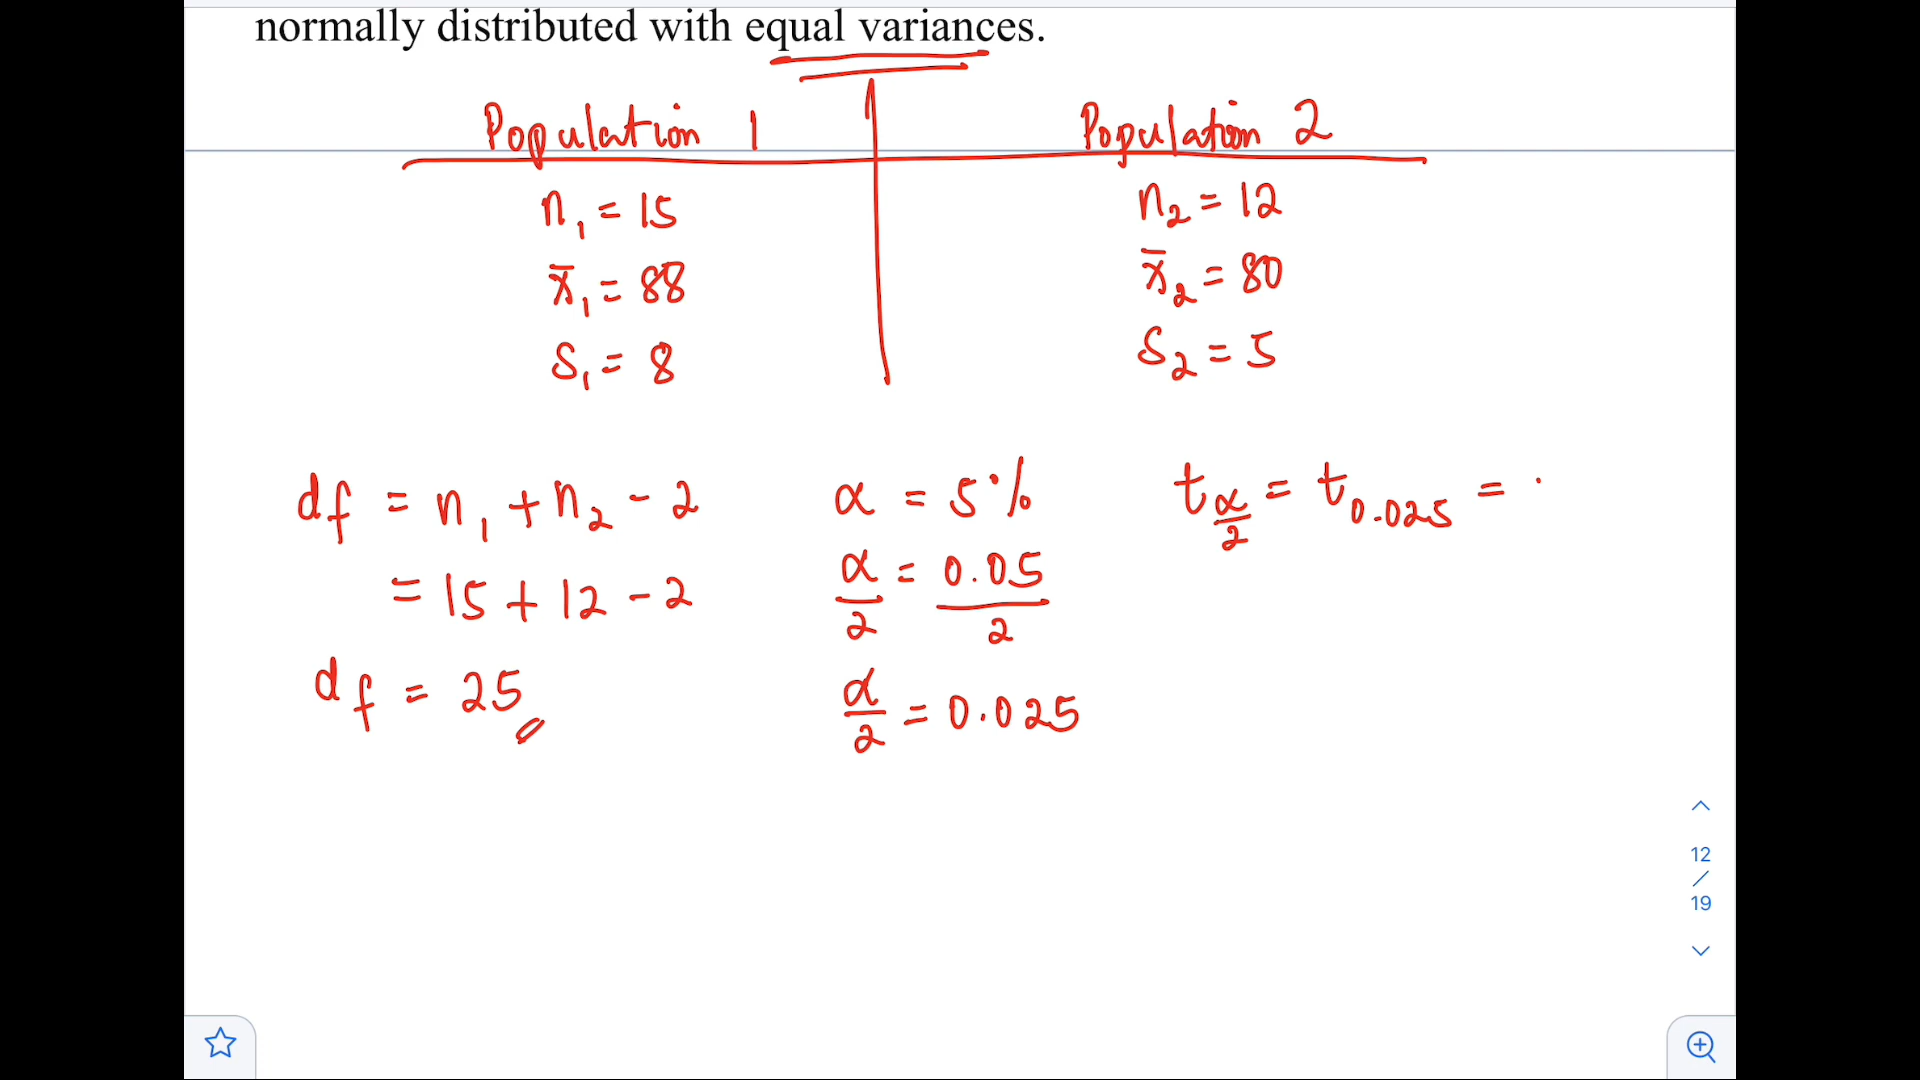 normally distributed with equal variances.
Population 1
Population 2
n₁ = 15
n₂ = 12
x̄₁ = 88
x̄₂ = 80
S₁ = 8
S₂ = 5
df = n₁ + n₂ - 2
α = 5%
t α/2 = t 0.025 =
= 15 + 12 - 2
α/2 = 0.05/2
df = 25
α/2 = 0.025
12
/
19